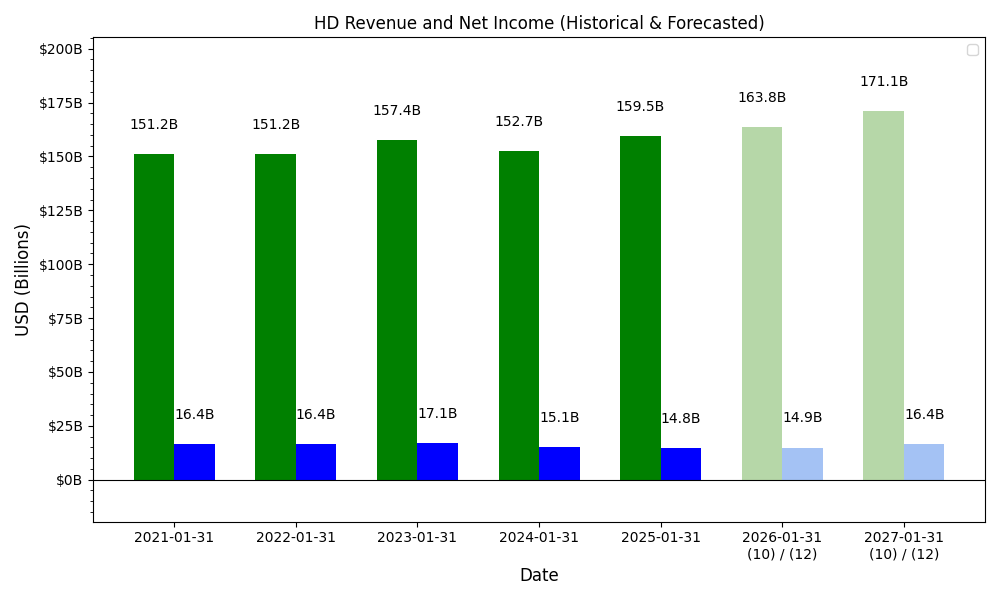 HD Revenue and Net Income (Historical & Forecasted)
$200B
$175B
$150B
$125B
$100B
$75B
$50B
$25B
$0B
USD (Billions)
151.2B
151.2B
157.4B
152.7B
159.5B
163.8B
171.1B
16.4B
16.4B
17.1B
15.1B
14.8B
14.9B
16.4B
2021-01-31
2022-01-31
2023-01-31
2024-01-31
2025-01-31
2026-01-31
(10) / (12)
2027-01-31
(10) / (12)
Date